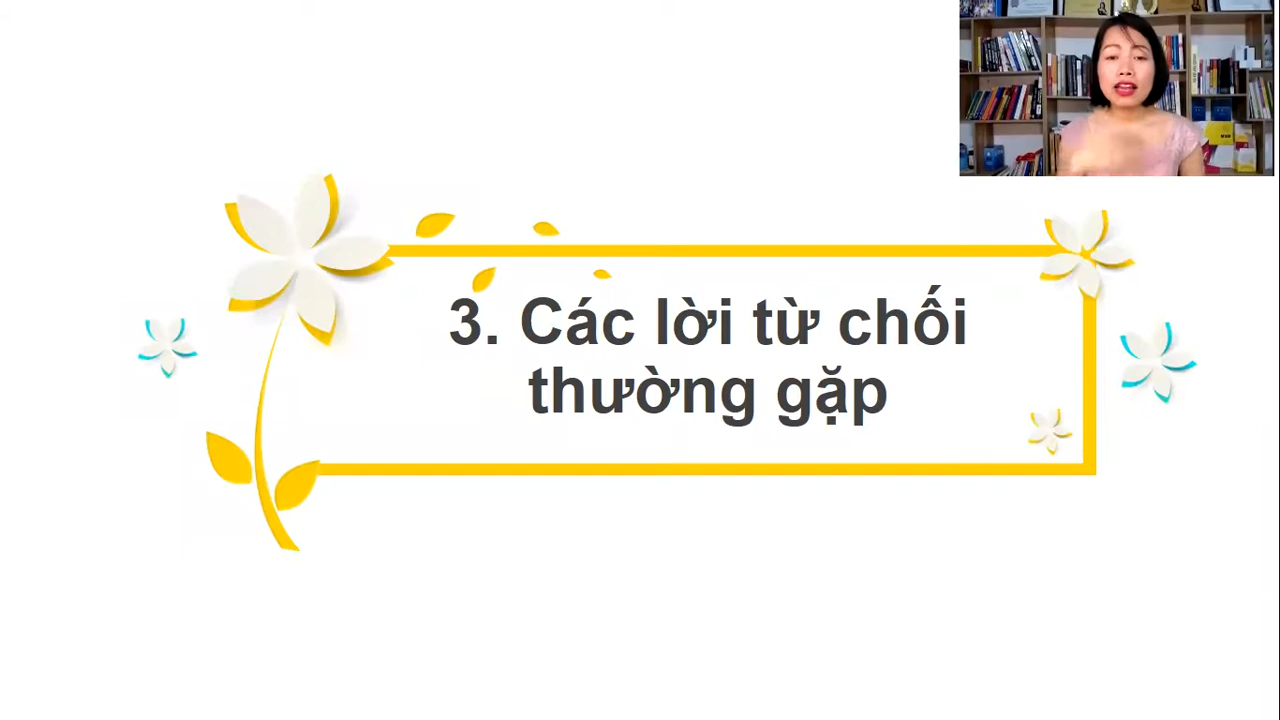 3. Các lời từ chối
thường gặp